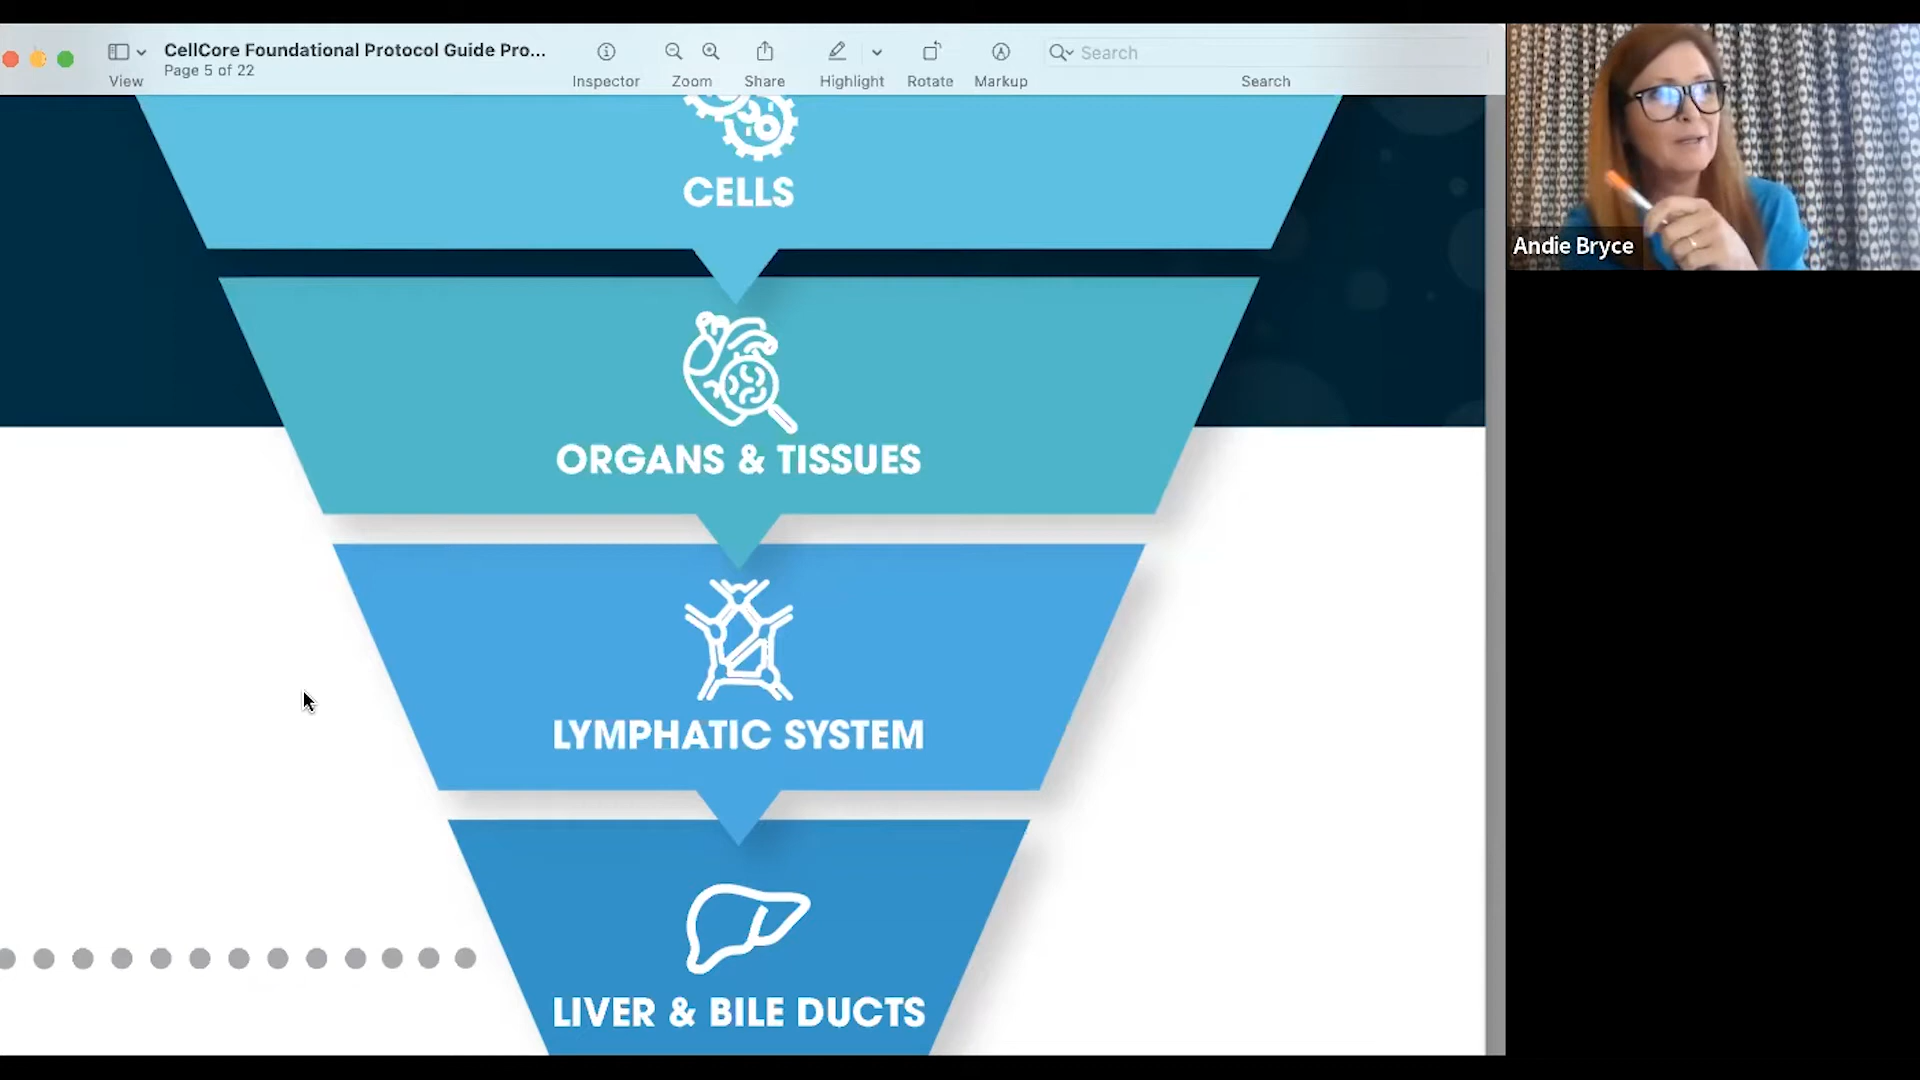 CellCore Foundational Protocol Guide Pro...
Page 5 of 22
View
Inspector
Zoom
Share
Highlight
Rotate
Markup
Search
Search
CELLS
ORGANS & TISSUES
LYMPHATIC SYSTEM
LIVER & BILE DUCTS
Andie Bryce